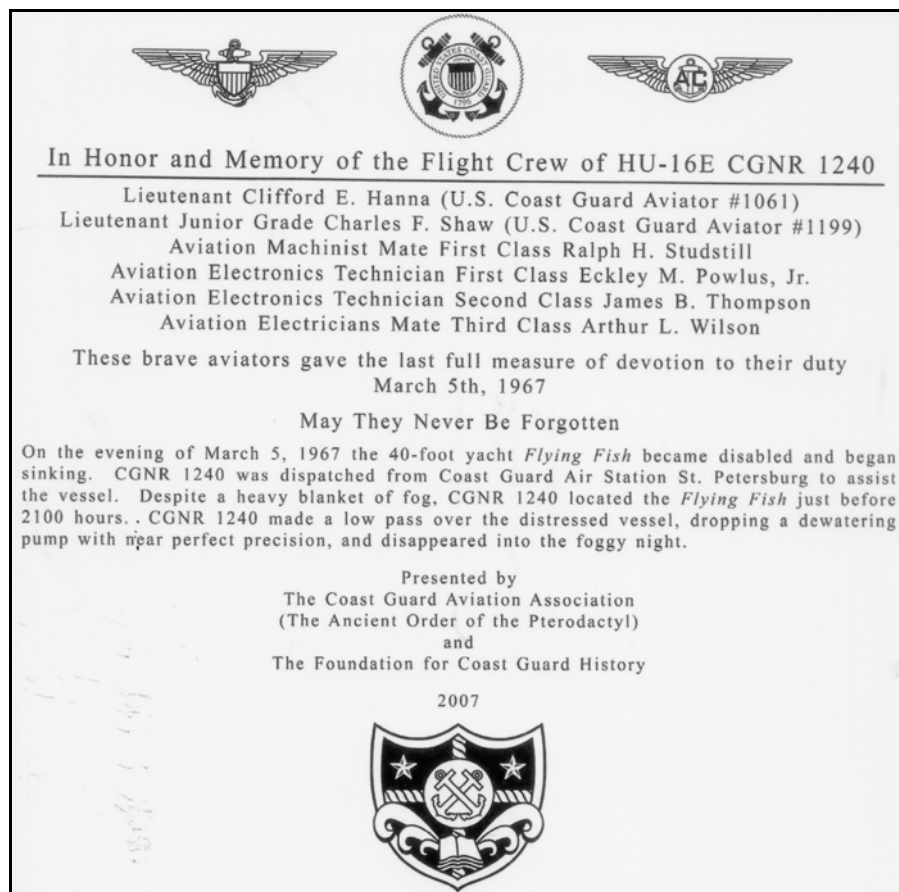 UNITED STATES COAST GUARD
1790
ATC
In Honor and Memory of the Flight Crew of HU-16E CGNR 1240
Lieutenant Clifford E. Hanna (U.S. Coast Guard Aviator #1061)
Lieutenant Junior Grade Charles F. Shaw (U.S. Coast Guard Aviator #1199)
Aviation Machinist Mate First Class Ralph H. Studstill
Aviation Electronics Technician First Class Eckley M. Powlus, Jr.
Aviation Electronics Technician Second Class James B. Thompson
Aviation Electricians Mate Third Class Arthur L. Wilson
These brave aviators gave the last full measure of devotion to their duty
March 5th, 1967
May They Never Be Forgotten
On the evening of March 5, 1967 the 40-foot yacht Flying Fish became disabled and began
sinking. CGNR 1240 was dispatched from Coast Guard Air Station St. Petersburg to assist
the vessel. Despite a heavy blanket of fog, CGNR 1240 located the Flying Fish just before
2100 hours. CGNR 1240 made a low pass over the distressed vessel, dropping a dewatering
pump with near perfect precision, and disappeared into the foggy night.
Presented by
The Coast Guard Aviation Association
(The Ancient Order of the Pterodactyl)
and
The Foundation for Coast Guard History
2007